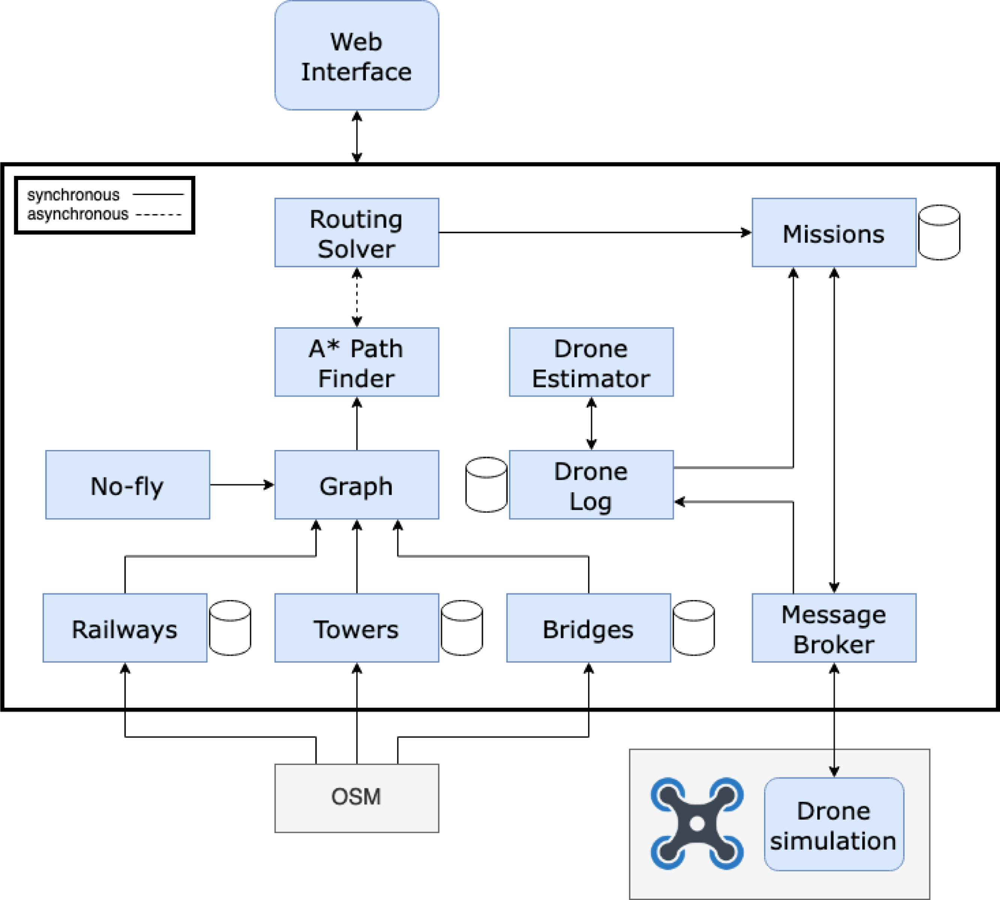 Web
Interface
synchronous
asynchronous
Routing
Solver
Missions
A* Path
Finder
Drone
Estimator
No-fly
Graph
Drone
Log
Railways
Towers
Bridges
Message
Broker
OSM
Drone
simulation